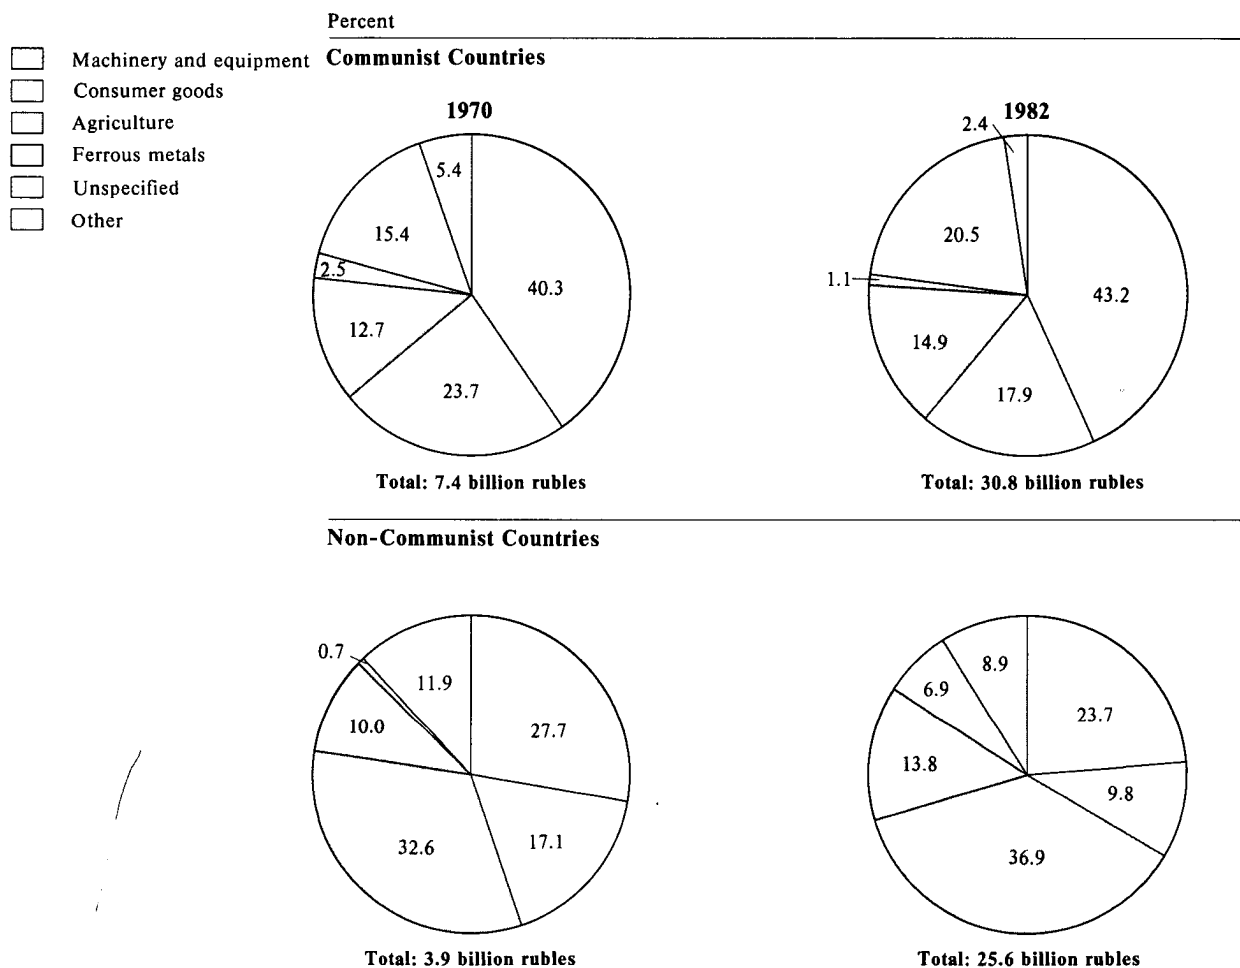 Percent
Machinery and equipment
Consumer goods
Agriculture
Ferrous metals
Unspecified
Other
Communist Countries
1970
5.4
15.4
2.5
40.3
12.7
23.7
Total: 7.4 billion rubles
1982
2.4
20.5
1.1
43.2
14.9
17.9
Total: 30.8 billion rubles
Non-Communist Countries
0.7
11.9
10.0
27.7
32.6
17.1
Total: 3.9 billion rubles
8.9
6.9
23.7
13.8
9.8
36.9
Total: 25.6 billion rubles